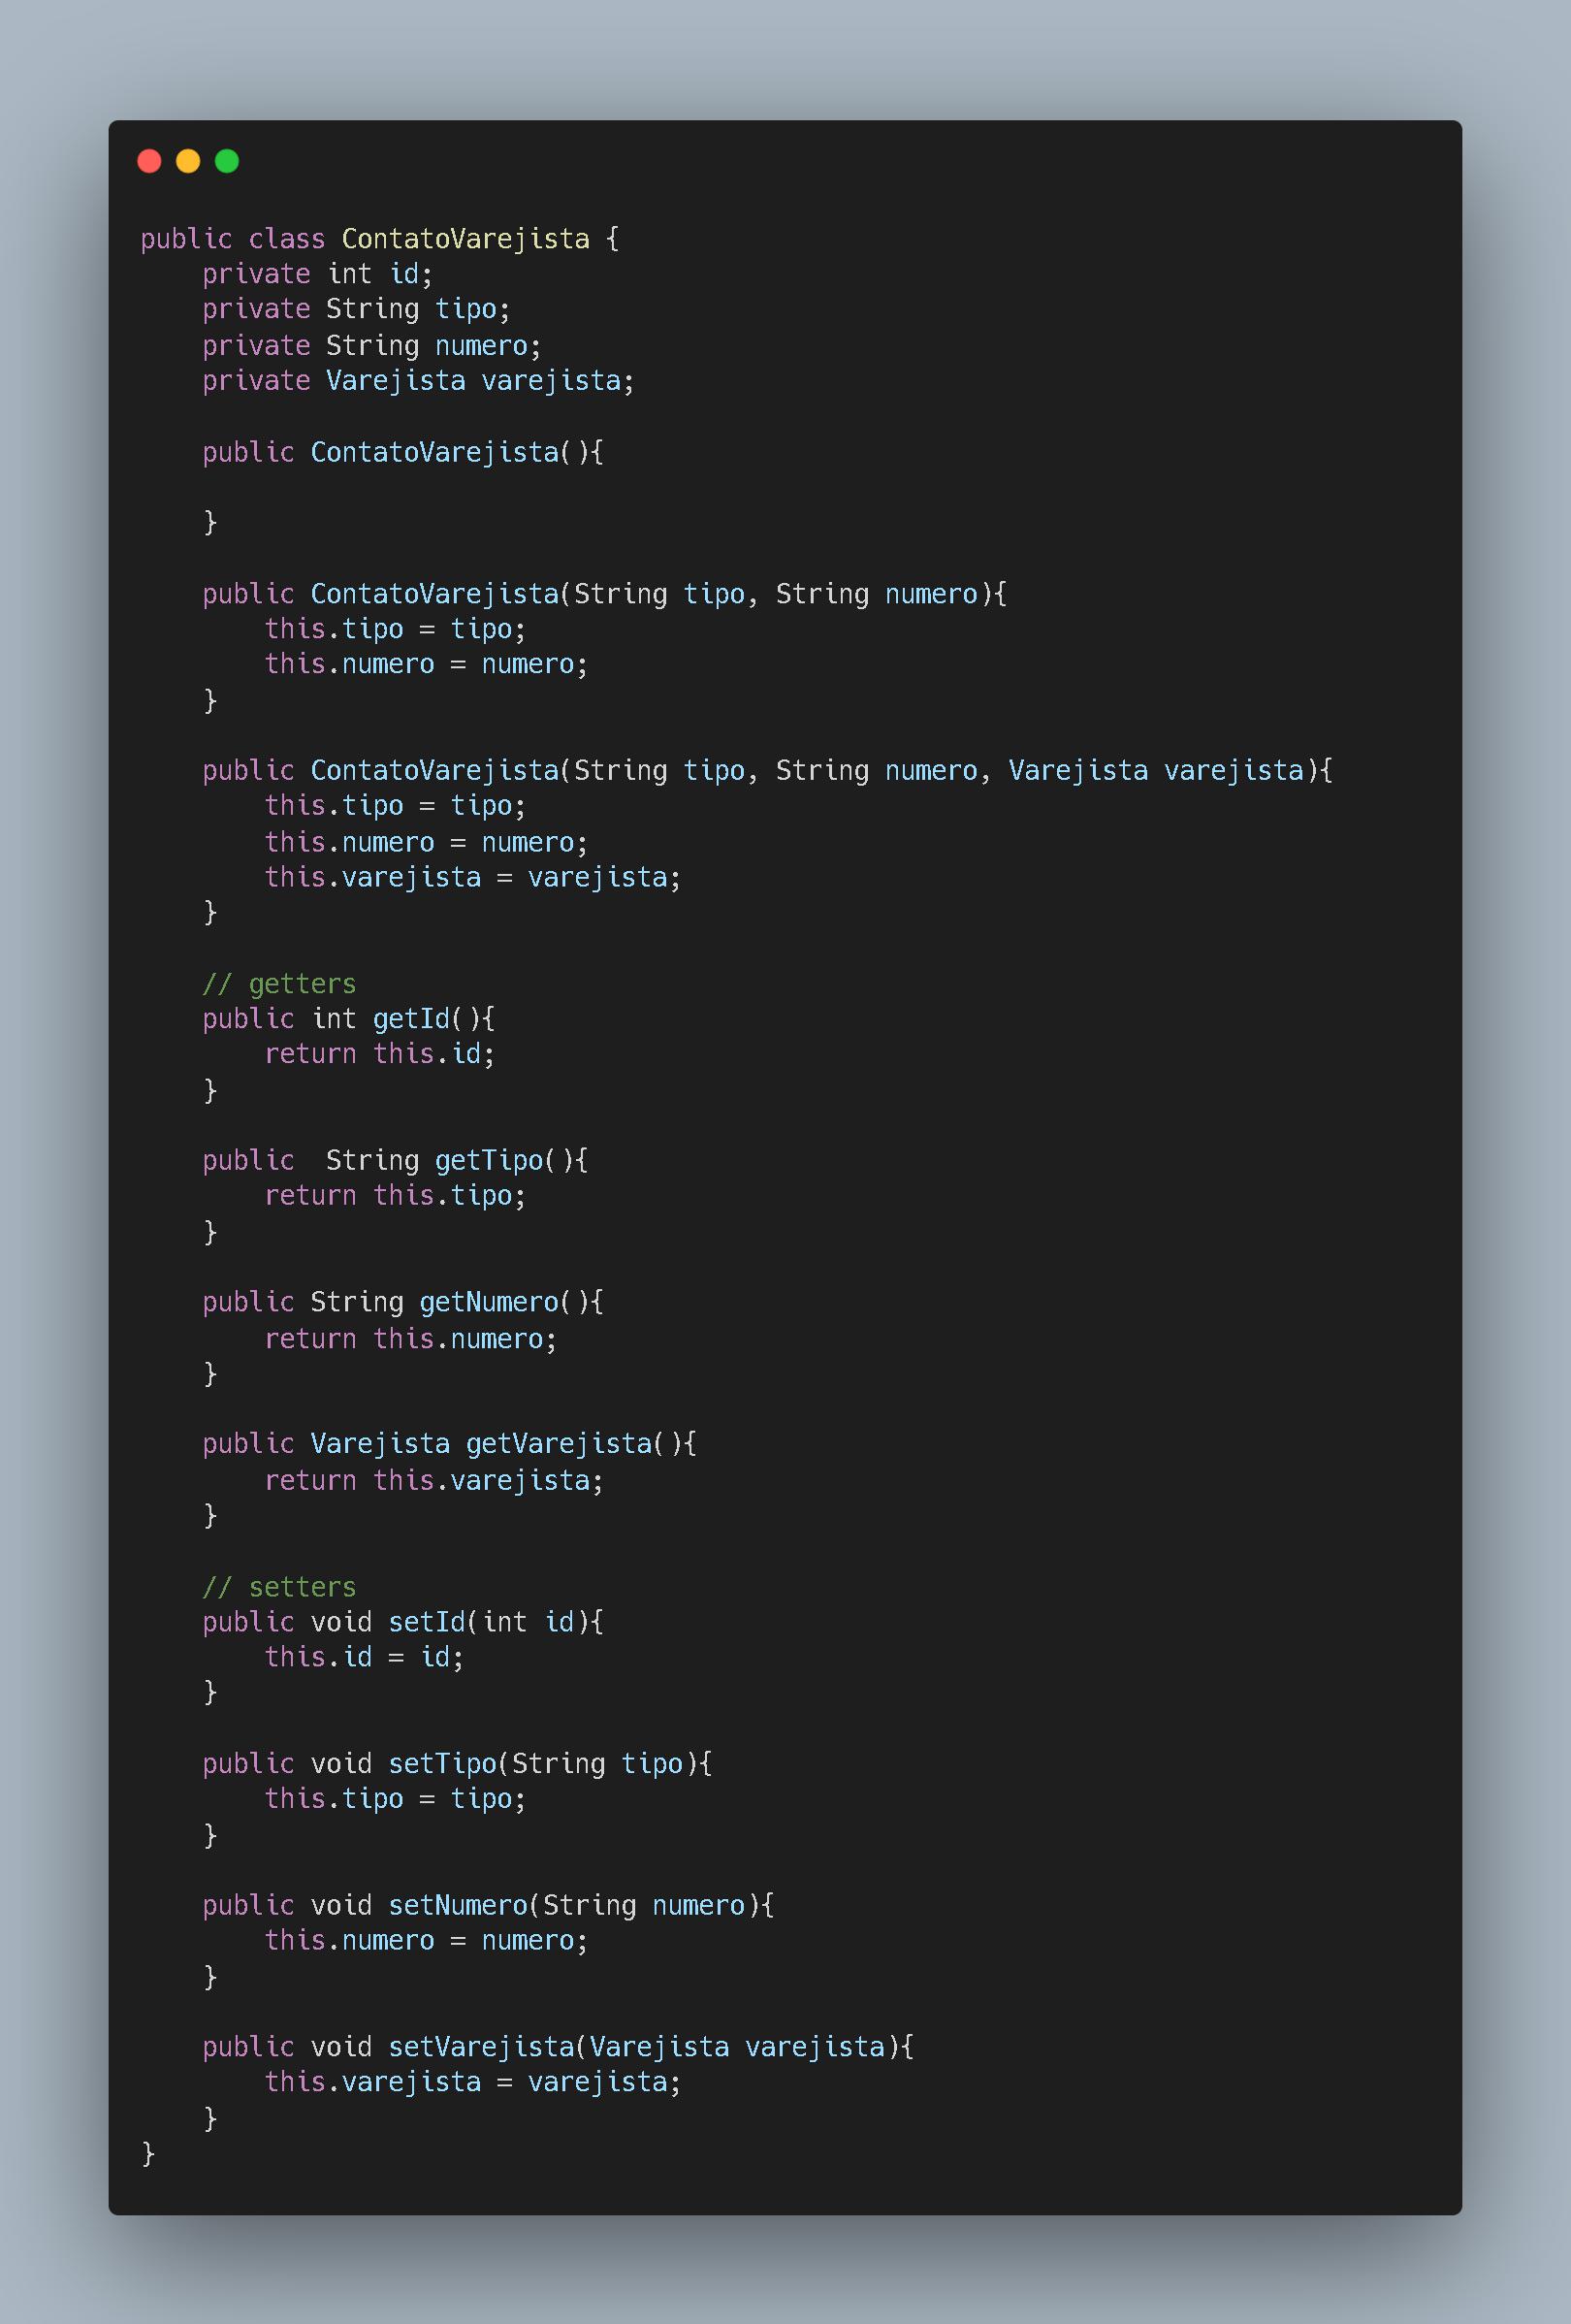 public class ContatoVarejista {
    private int id;
    private String tipo;
    private String numero;
    private Varejista varejista;

    public ContatoVarejista(){

    }

    public ContatoVarejista(String tipo, String numero){
        this.tipo = tipo;
        this.numero = numero;
    }

    public ContatoVarejista(String tipo, String numero, Varejista varejista){
        this.tipo = tipo;
        this.numero = numero;
        this.varejista = varejista;
    }

    // getters
    public int getId(){
        return this.id;
    }

    public  String getTipo(){
        return this.tipo;
    }

    public String getNumero(){
        return this.numero;
    }

    public Varejista getVarejista(){
        return this.varejista;
    }

    // setters
    public void setId(int id){
        this.id = id;
    }

    public void setTipo(String tipo){
        this.tipo = tipo;
    }

    public void setNumero(String numero){
        this.numero = numero;
    }

    public void setVarejista(Varejista varejista){
        this.varejista = varejista;
    }
}